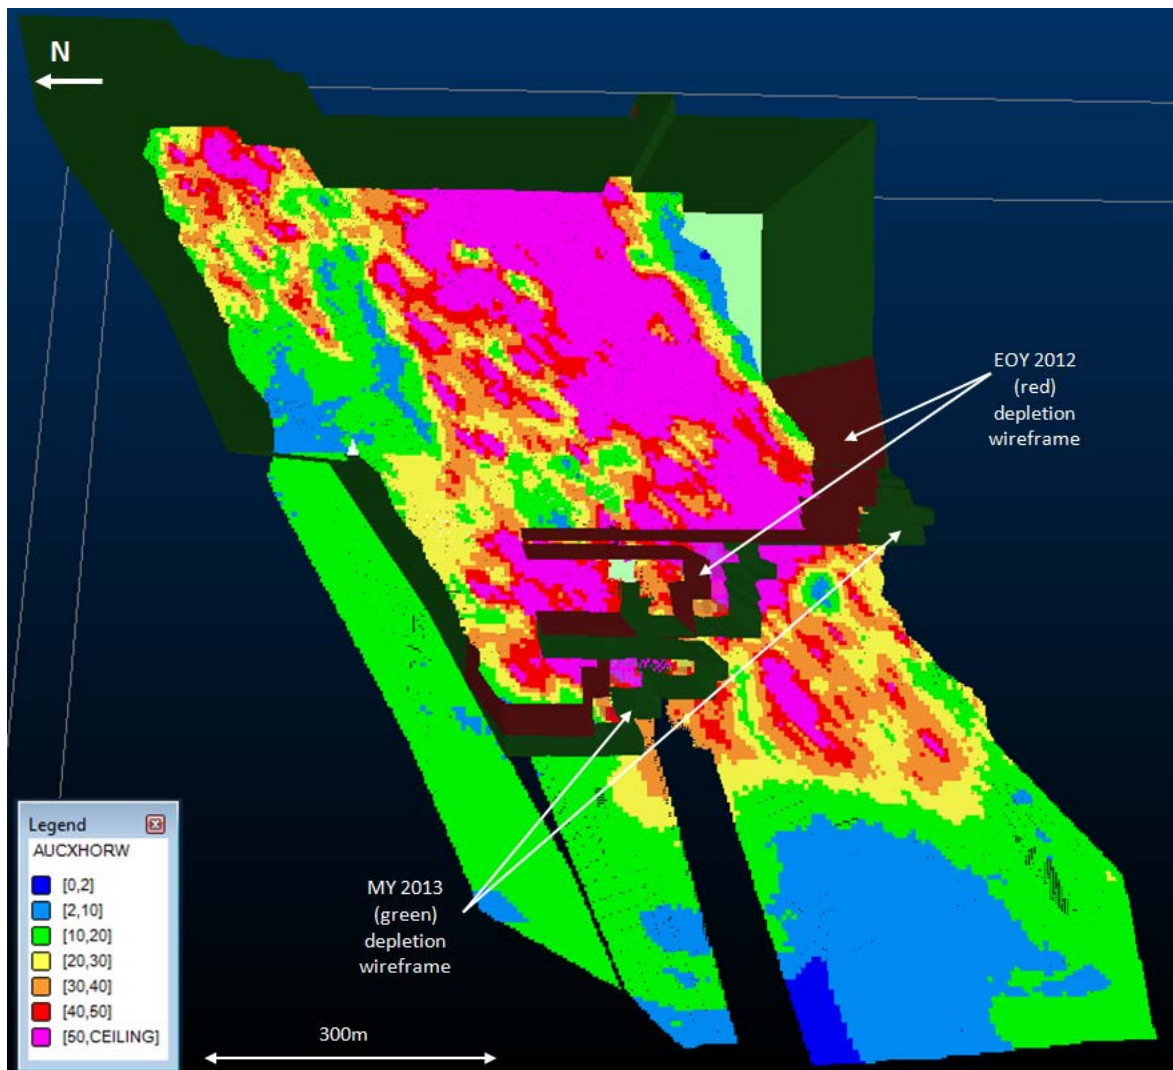 N
EOY 2012
(red)
depletion
wireframe
MY 2013
(green)
depletion
wireframe
Legend
AUCXHORW
[0,2]
[2,10]
[10,20]
[20,30]
[30,40]
[40,50]
[50,CEILING]
300m